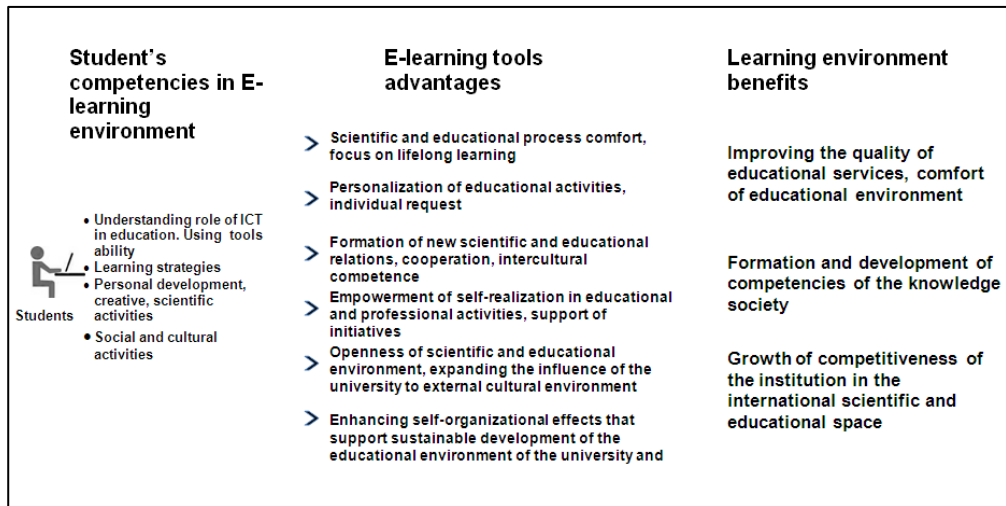 Student's
competencies in E-
learning
environment
• Understanding role of ICT
in education. Using tools
ability
• Learning strategies
• Personal development,
creative, scientific
activities
• Social and cultural
activities
Students
E-learning tools
advantages
Scientific and educational process comfort,
focus on lifelong learning
Personalization of educational activities,
individual request
Formation of new scientific and educational
relations, cooperation, intercultural
competence
Empowerment of self-realization in educational
and professional activities, support of
initiatives
Openness of scientific and educational
environment, expanding the influence of the
university to external cultural environment
Enhancing self-organizational effects that
support sustainable development of the
educational environment of the university and
Learning environment
benefits
Improving the quality of
educational services, comfort
of educational environment
Formation and development of
competencies of the knowledge
society
Growth of competitiveness of
the institution in the
international scientific and
educational space